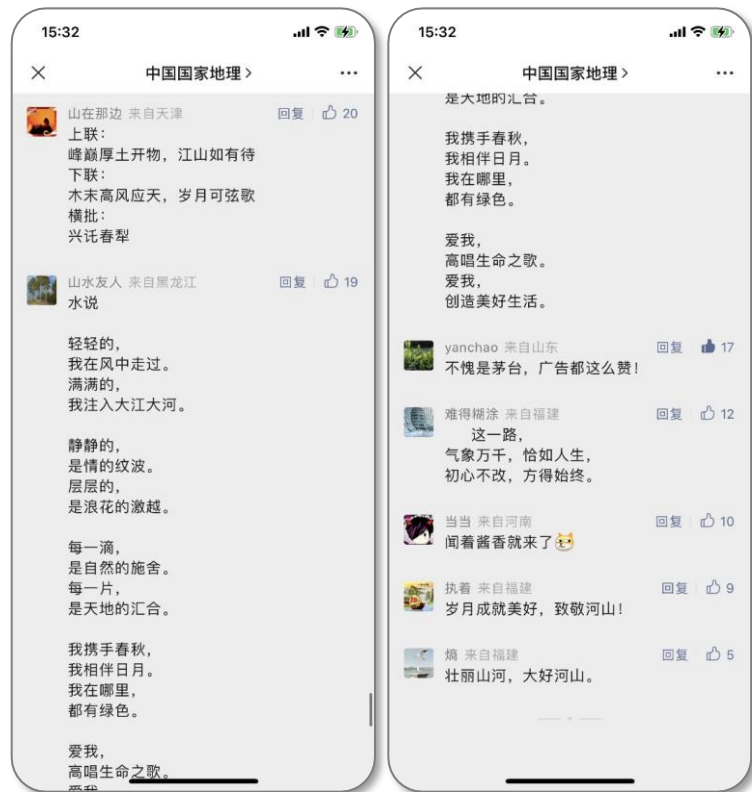 15:32
中国国家地理>
山在那边 来自天津 回复 20
上联：
峰巅厚土开物，江山如有待
下联：
木末高风应天，岁月可弦歌
横批：
兴讬春犁
山水友人 来自黑龙江 回复 19
水说
轻轻的，
我在风中走过。
满满的，
我注入大江大河。
静静的，
是情的纹波。
层层的，
是浪花的激越。
每一滴，
是自然的施舍。
每一片，
是天地的汇合。
我携手春秋，
我相伴日月。
我在哪里，
都有绿色。
爱我，
高唱生命之歌。
爱我，
15:32
中国国家地理>
是天地的汇合。
我携手春秋，
我相伴日月。
我在哪里，
都有绿色。
爱我，
高唱生命之歌。
爱我，
创造美好生活。
yanchao 来自山东 回复 17
不愧是茅台，广告都这么赞！
难得糊涂 来自福建 回复 12
这一路，
气象万千，恰如人生，
初心不改，方得始终。
当当 来自河南 回复 10
闻着酱香就来了
执着 来自福建 回复 9
岁月成就美好，致敬河山！
熵 来自福建 回复 5
壮丽山河，大好河山。